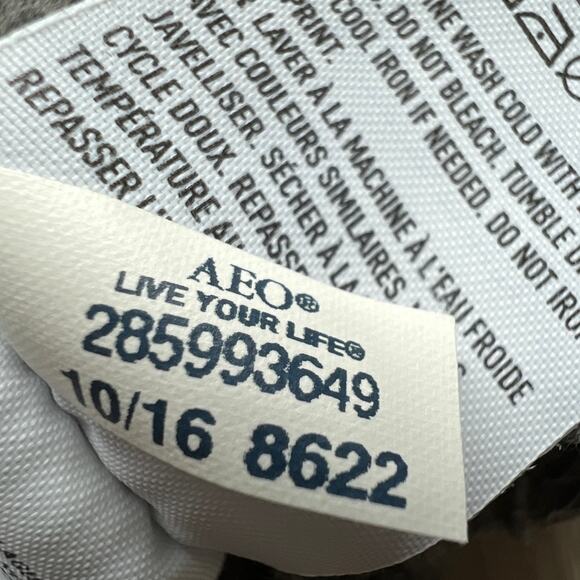 AEO®
LIVE YOUR LIFE®
285993649
10/16 8622
WASH COLD WITH
DO NOT BLEACH. TUMBLE
COOL IRON IF NEEDED. DO NOT IRON
PRINT.
LAVER À LA MACHINE À L'EAU FROIDE
AVEC COULEURS SIMILAIRES.
JAVELLISER. SÉCHER À LA
CYCLE DOUX. REPASSE
TEMPÉRATURE
REPASSER